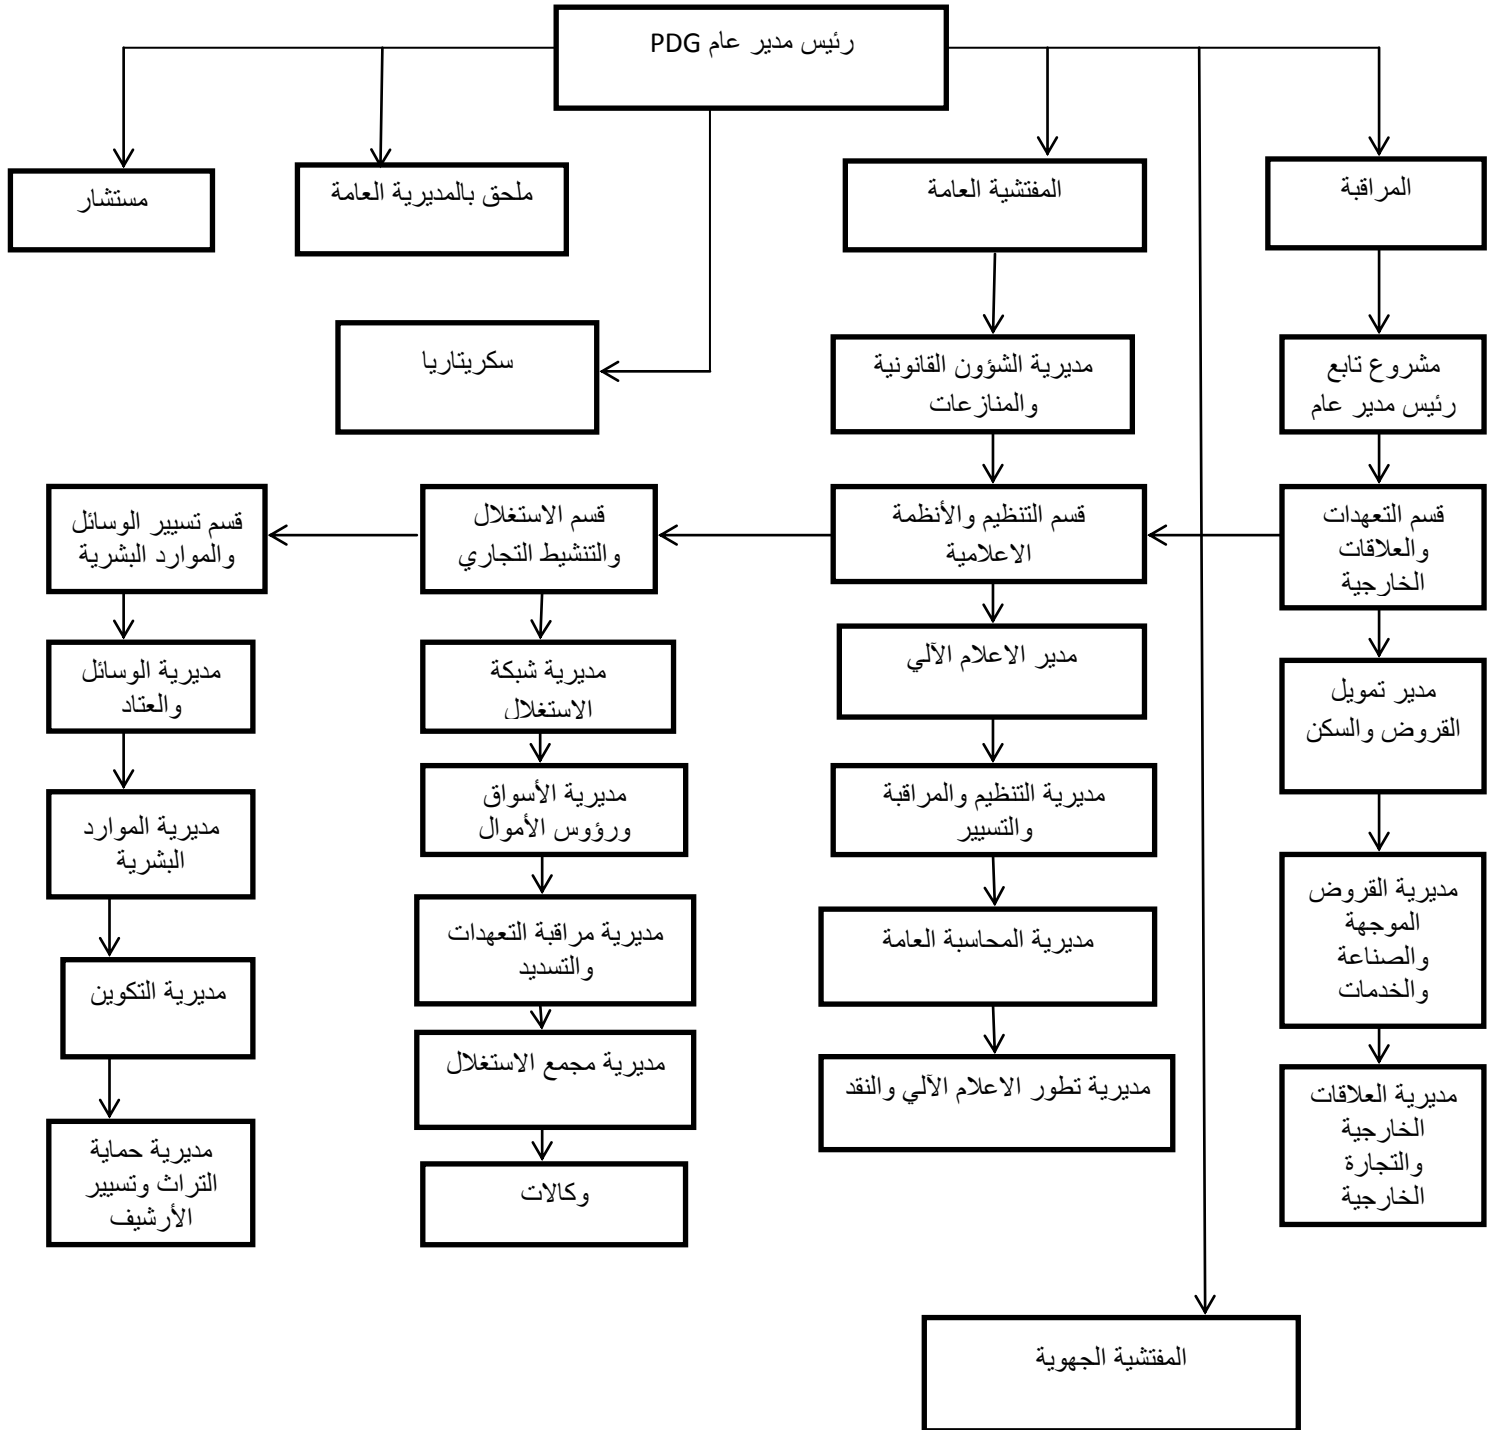 رئيس مدير عام PDG
المراقبة
المفتشية العامة
ملحق بالمديرية العامة
مستشار
سكريتاريا
مشروع تابع
رئيس مدير عام
مديرية الشؤون القانونية
والمنازعات
قسم التعهدات
والعلاقات
الخارجية
قسم التنظيم والأنظمة
الاعلامية
قسم الاستغلال
والتنشيط التجاري
قسم تسيير الوسائل
والموارد البشرية
مدير تمويل
القروض والسكن
مدير الاعلام الآلي
مديرية شبكة
الاستغلال
مديرية الوسائل
والعتاد
مديرية القروض
الموجهة
والصناعة
والخدمات
مديرية التنظيم والمراقبة
والتسيير
مديرية الأسواق
ورؤوس الأموال
مديرية الموارد
البشرية
مديرية المحاسبة العامة
مديرية مراقبة التعهدات
والتسديد
مديرية التكوين
مديرية العلاقات
الخارجية
والتجارة
الخارجية
مديرية تطور الاعلام الآلي والنقد
مديرية مجمع الاستغلال
مديرية حماية
التراث وتسيير
الأرشيف
وكالات
المفتشية الجهوية